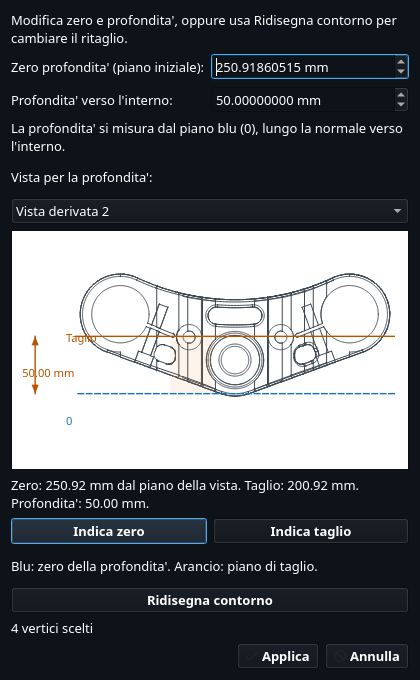 Modifica zero e profondita', oppure usa Ridisegna contorno per
cambiare il ritaglio.
Zero profondita' (piano iniziale): 250.91860515 mm
Profondita' verso l'interno: 50.00000000 mm
La profondita' si misura dal piano blu (0), lungo la normale verso
l'interno.
Vista per la profondita':
Vista derivata 2
Taglio
50.00 mm
0
Zero: 250.92 mm dal piano della vista. Taglio: 200.92 mm.
Profondita': 50.00 mm.
Indica zero Indica taglio
Blu: zero della profondita'. Arancio: piano di taglio.
Ridisegna contorno
4 vertici scelti
Applica Annulla